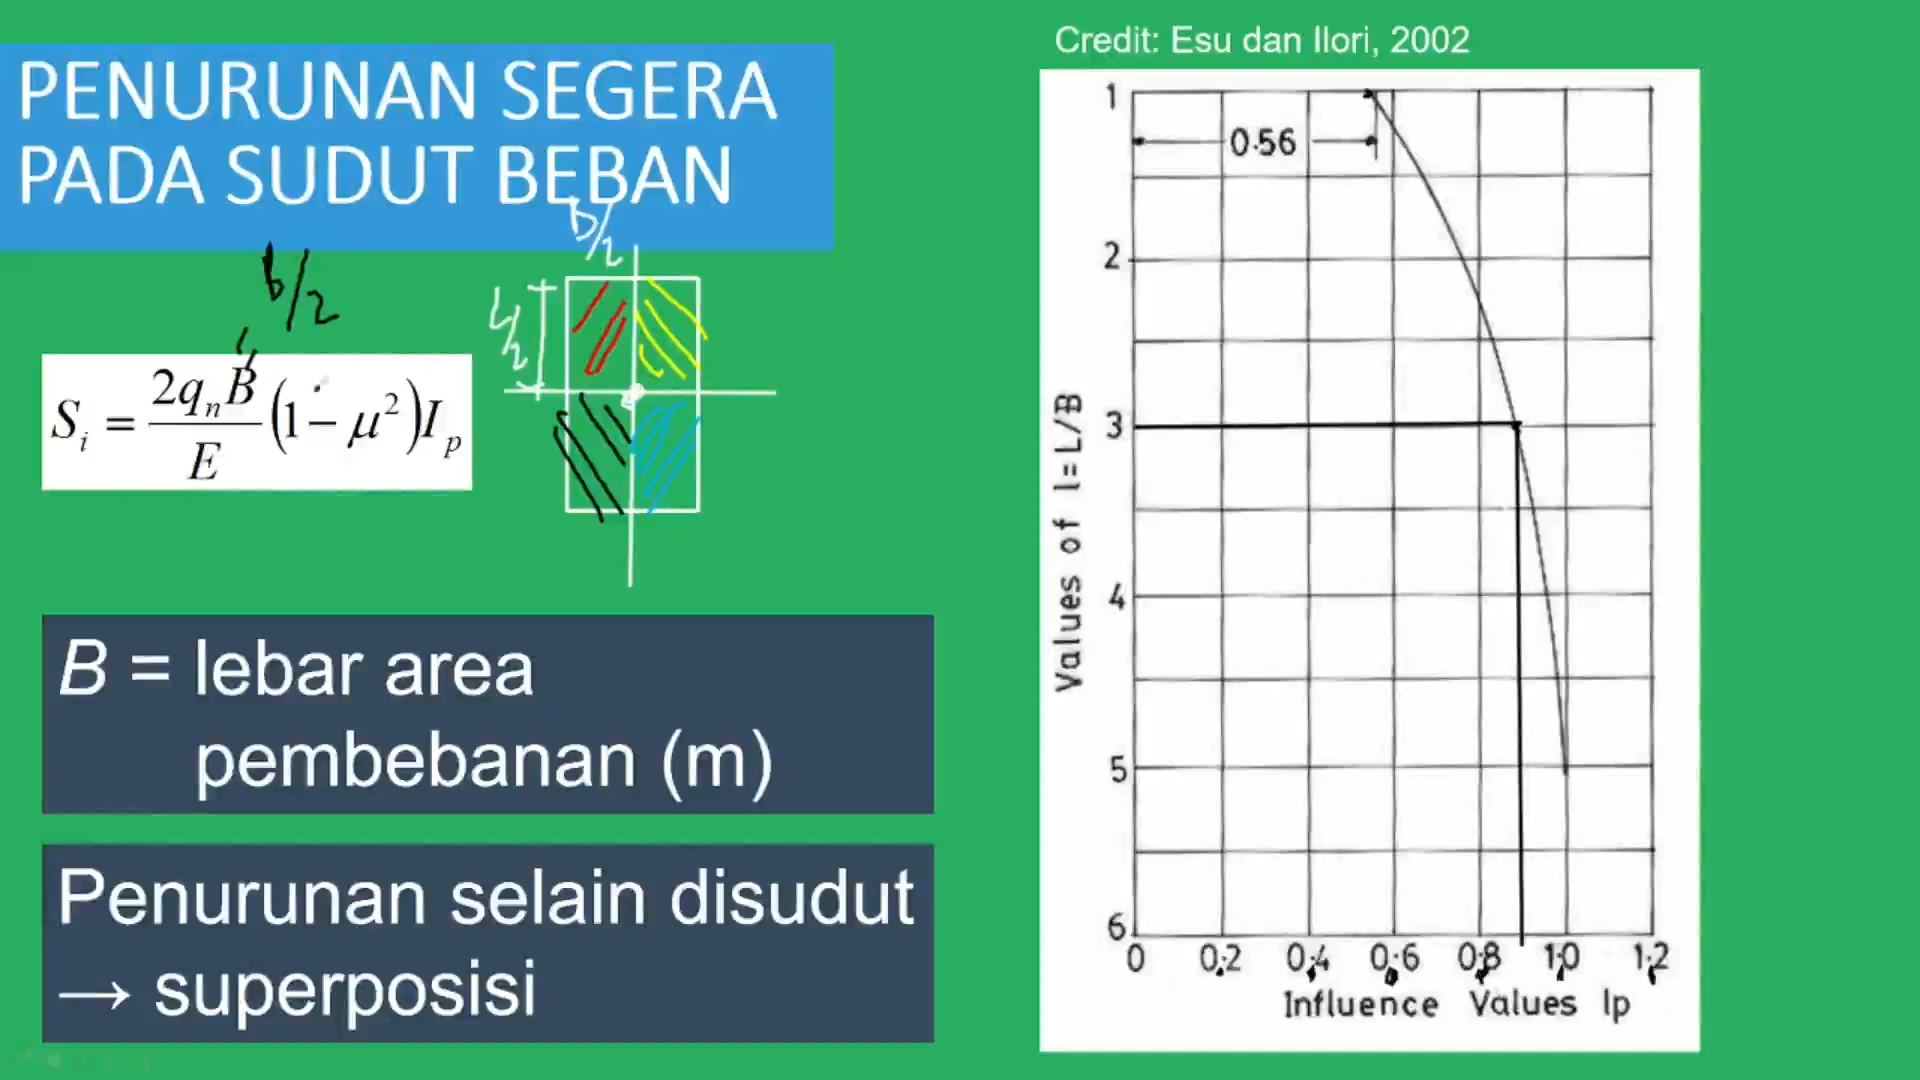 PENURUNAN SEGERA
PADA SUDUT BEBAN
b/2
S_i = 2q_nB/E (1 − μ²)I_p
b/2
L/2
B = lebar area
pembebanan (m)
Penurunan selain disudut
→ superposisi
Credit: Esu dan Ilori, 2002
0.56
Values of l=L/B
1
2
3
4
5
6
0 0.2 0.4 0.6 0.8 1.0 1.2
Influence Values Ip